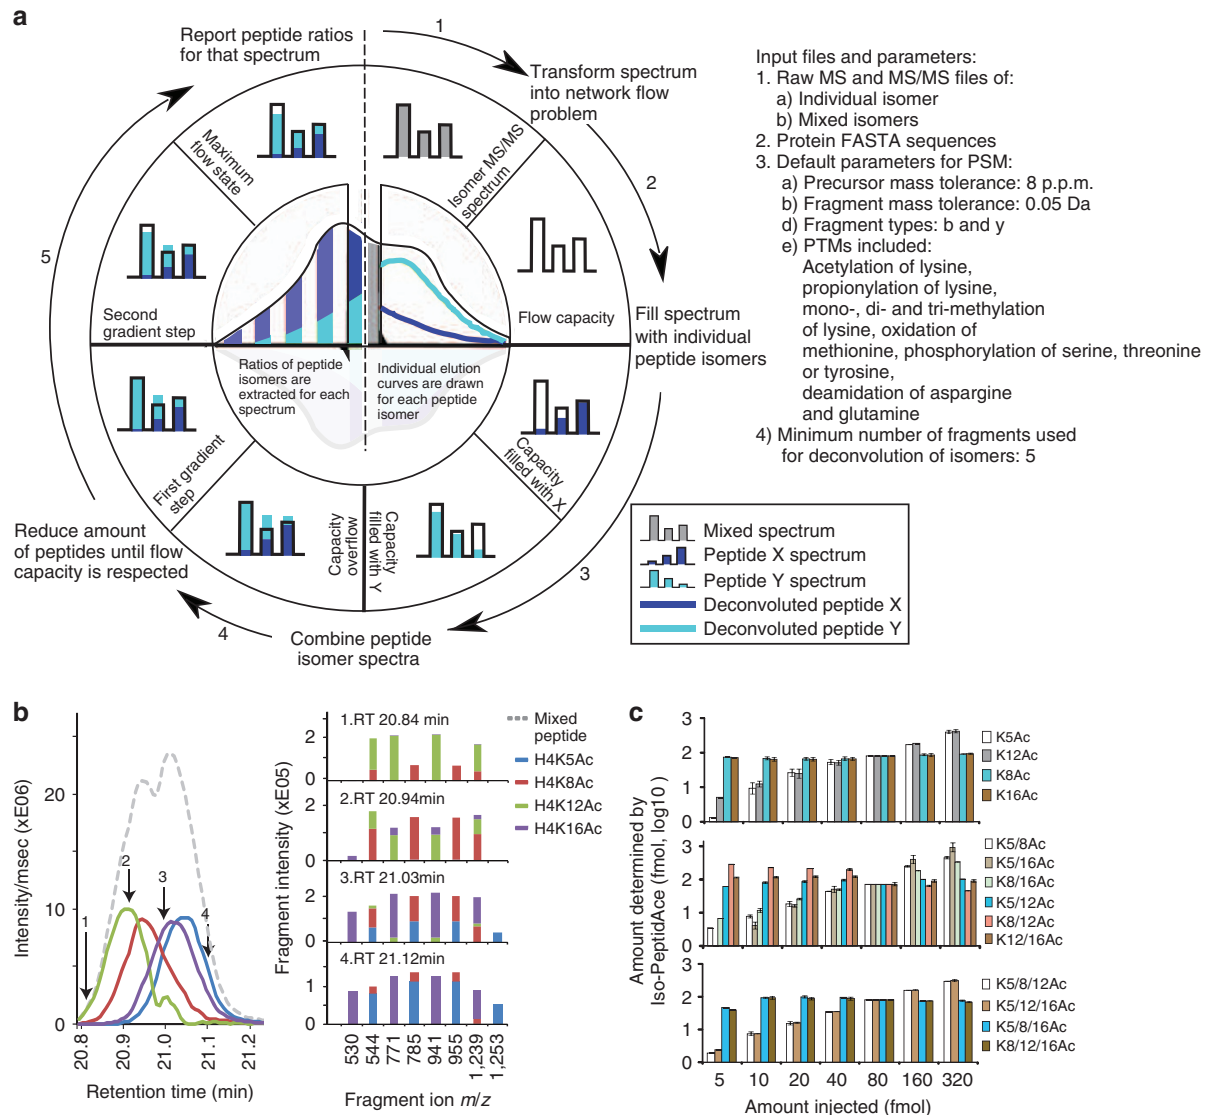 a
Report peptide ratios
for that spectrum
1
Transform spectrum
into network flow
problem
2
Fill spectrum
with individual
peptide isomers
3
Combine peptide
isomer spectra
4
Reduce amount
of peptides until flow
capacity is respected
5
Isomer MS/MS
spectrum
Flow capacity
Capacity
filled with X
Capacity
filled with Y
Capacity
overflow
First gradient
step
Second
gradient step
Maximum
flow state
Ratios of peptide
isomers are
extracted for each
spectrum
Individual elution
curves are drawn
for each peptide
isomer
Input files and parameters:
1. Raw MS and MS/MS files of:
a) Individual isomer
b) Mixed isomers
2. Protein FASTA sequences
3. Default parameters for PSM:
a) Precursor mass tolerance: 8 p.p.m.
b) Fragment mass tolerance: 0.05 Da
d) Fragment types: b and y
e) PTMs included:
Acetylation of lysine,
propionylation of lysine,
mono-, di- and tri-methylation
of lysine, oxidation of
methionine, phosphorylation of serine, threonine
or tyrosine,
deamidation of aspargine
and glutamine
4) Minimum number of fragments used
for deconvolution of isomers: 5
Mixed spectrum
Peptide X spectrum
Peptide Y spectrum
Deconvoluted peptide X
Deconvoluted peptide Y
b
Intensity/msec (xE06)
20
10
0
1
2
3
4
20.8
20.9
21.0
21.1
21.2
Retention time (min)
Fragment intensity (xE05)
1.RT 20.84 min
2
0
2.RT 20.94min
2
0
3.RT 21.03min
2
0
4.RT 21.12min
2
1
0
530
544
771
785
941
955
1,239
1,253
Fragment ion m/z
Mixed
peptide
H4K5Ac
H4K8Ac
H4K12Ac
H4K16Ac
c
Amount determined by
Iso-PeptidAce (fmol, log10)
3
2
1
0
K5Ac
K12Ac
K8Ac
K16Ac
3
2
1
0
K5/8Ac
K5/16Ac
K8/16Ac
K5/12Ac
K8/12Ac
K12/16Ac
3
2
1
0
K5/8/12Ac
K5/12/16Ac
K5/8/16Ac
K8/12/16Ac
5
10
20
40
80
160
320
Amount injected (fmol)